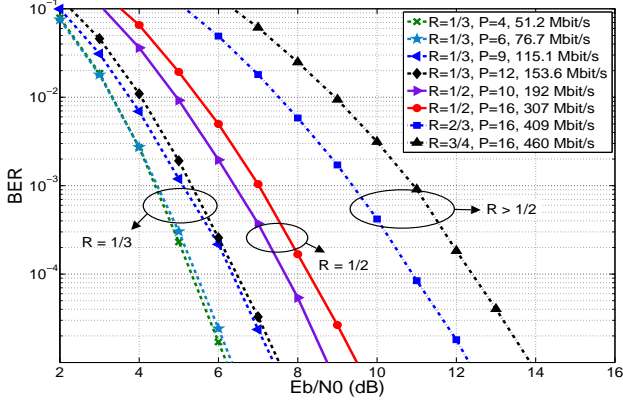 10^{-1}
R=1/3, P=4, 51.2 Mbit/s
R=1/3, P=6, 76.7 Mbit/s
R=1/3, P=9, 115.1 Mbit/s
R=1/3, P=12, 153.6 Mbit/s
R=1/2, P=10, 192 Mbit/s
R=1/2, P=16, 307 Mbit/s
R=2/3, P=16, 409 Mbit/s
R=3/4, P=16, 460 Mbit/s
10^{-2}
BER
10^{-3}
R > 1/2
R = 1/3
R = 1/2
10^{-4}
2 4 6 8 10 12 14 16
Eb/N0 (dB)